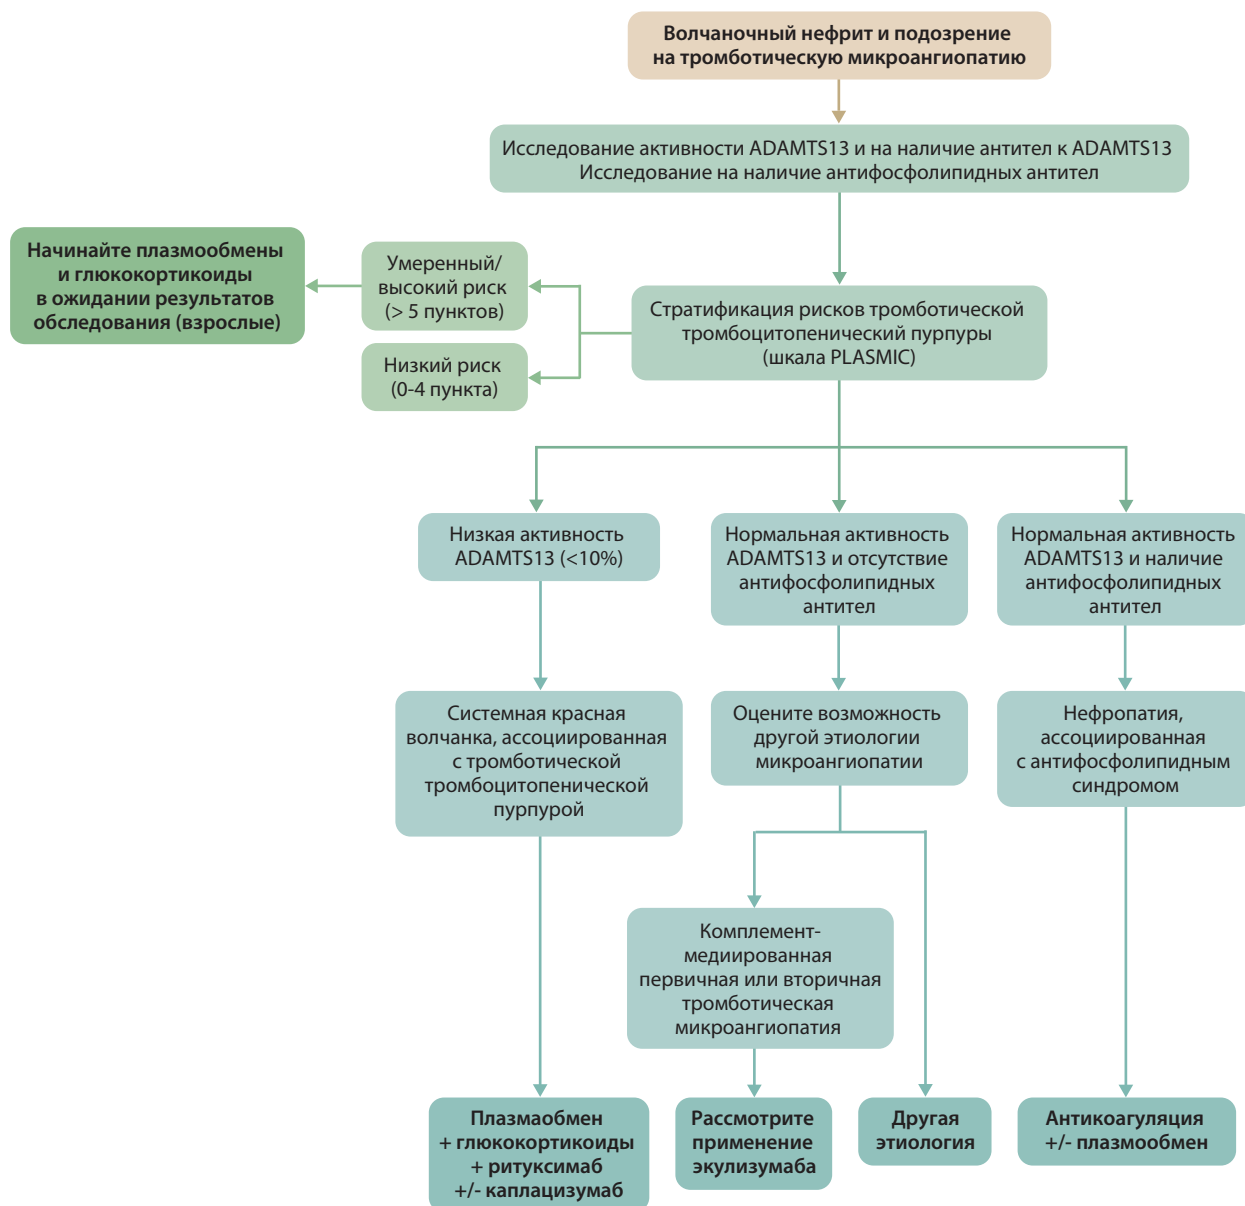 Волчаночный нефрит и подозрение
на тромботическую микроангиопатию
Исследование активности ADAMTS13 и на наличие антител к ADAMTS13
Исследование на наличие антифосфолипидных антител
Начинайте плазмообмены
и глюкокортикоиды
в ожидании результатов
обследования (взрослые)
Умеренный/
высокий риск
(> 5 пунктов)
Низкий риск
(0-4 пункта)
Стратификация рисков тромботической
тромбоцитопенический пурпуры
(шкала PLASMIC)
Низкая активность
ADAMTS13 (<10%)
Нормальная активность
ADAMTS13 и отсутствие
антифосфолипидных
антител
Нормальная активность
ADAMTS13 и наличие
антифосфолипидных
антител
Системная красная
волчанка, ассоциированная
с тромботической
тромбоцитопенической
пурпурой
Оцените возможность
другой этиологии
микроангиопатии
Нефропатия,
ассоциированная
с антифосфолипидным
синдромом
Комплемент-
медиированная
первичная или вторичная
тромботическая
микроангиопатия
Плазмаобмен
+ глюкокортикоиды
+ ритуксимаб
+/- каплацизумаб
Рассмотрите
применение
экулизумаба
Другая
этиология
Антикоагуляция
+/- плазмообмен